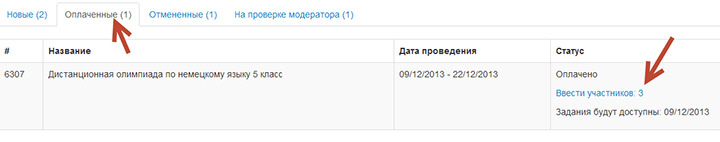 Новые (2) Оплаченные (1) Отмененные (1) На проверке модератора (1)
# Название Дата проведения Статус
6307 Дистанционная олимпиада по немецкому языку 5 класс 09/12/2013 - 22/12/2013 Оплачено
Ввести участников: 3
Задания будут доступны: 09/12/2013